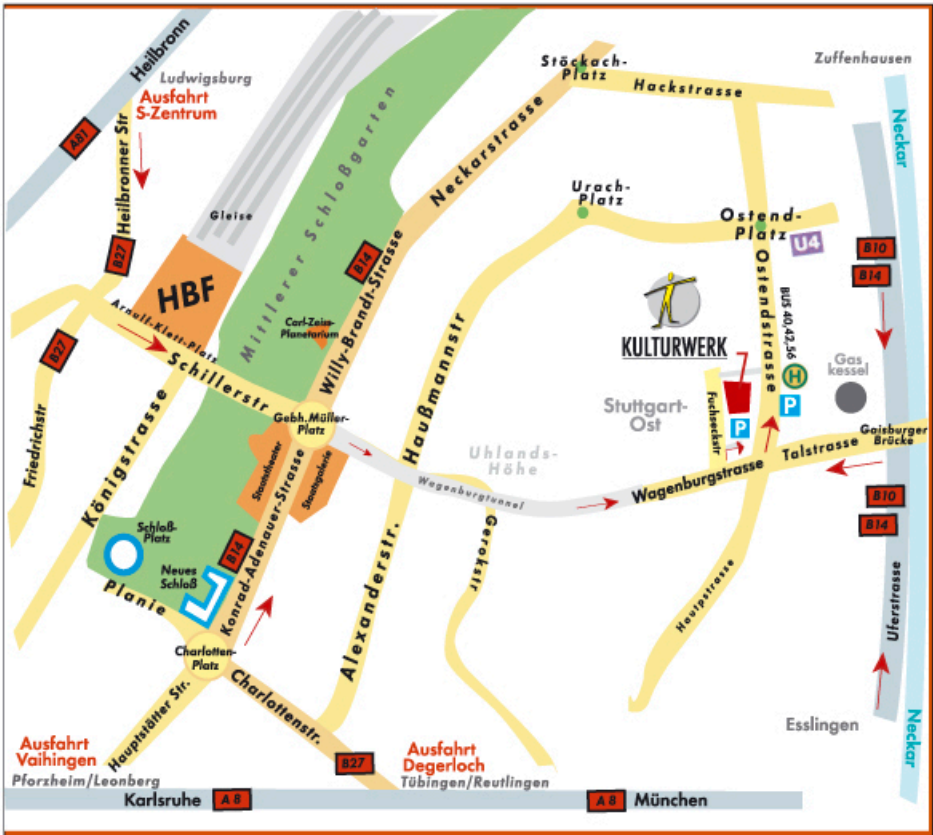 Heilbronn
Ludwigsburg
Ausfahrt
S-Zentrum
A81
Heilbronner Str
B27
Gleise
HBF
Mittlerer Schloßgarten
Stöckach-
Platz
Hackstrasse
Zuffenhausen
Neckar
Neckarstrasse
Urach-
Platz
Ostend-
Platz
U4
B10
B14
B14
Willy-Brandt-Strasse
Carl-Zeiss-
Planetarium
Arnulf-Klett-Platz
Schillerstr
B27
Friedrichstr
Königstrasse
Gebh.Müller-
Platz
Haußmannstr
KULTURWERK
Ostendstrasse
BUS 40,42,56
H
P
P
Fuchseckstr
Gas
kessel
Stuttgart-
Ost
Uhlands-
Höhe
Wagenburgtunnel
Wagenburgstrasse
Talstrasse
Gaisburger
Brücke
Staatstheater
Staatsgalerie
Konrad-Adenauer-Strasse
B14
Schloß-
Platz
Neues
Schloß
Planie
Charlotten-
Platz
Alexanderstr.
Gerokstr
Houtpstrasse
B10
B14
Uferstrasse
Esslingen
Neckar
Hauptstätter Str.
Charlottenstr.
B27
Ausfahrt
Vaihingen
Pforzheim/Leonberg
Ausfahrt
Degerloch
Tübingen/Reutlingen
Karlsruhe
A 8
A 8
München